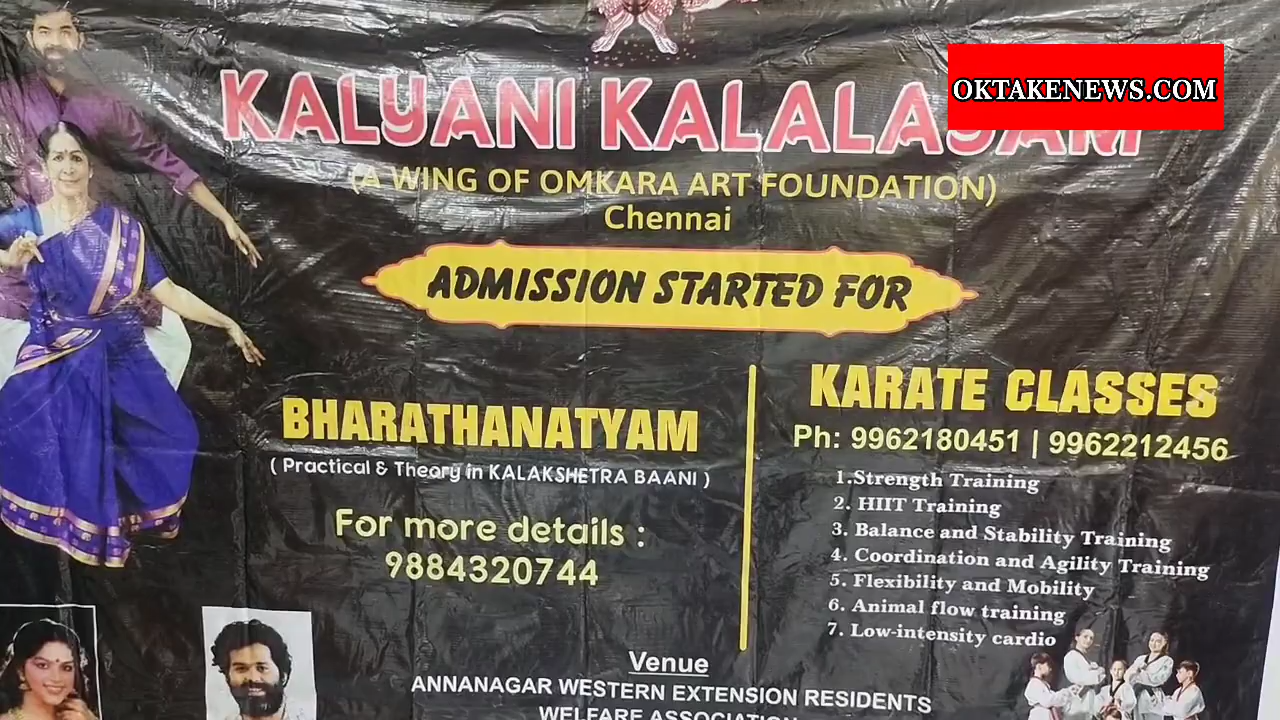 OKTAKENEWS.COM
KALYANI KALALAYAM
(A WING OF OMKARA ART FOUNDATION)
Chennai
ADMISSION STARTED FOR
BHARATHANATYAM
( Practical & Theory in KALAKSHETRA BAANI )
For more details :
9884320744
KARATE CLASSES
Ph: 9962180451 | 9962212456
1.Strength Training
2. HIIT Training
3. Balance and Stability Training
4. Coordination and Agility Training
5. Flexibility and Mobility
6. Animal flow training
7. Low-intensity cardio
Venue
ANNANAGAR WESTERN EXTENSION RESIDENTS
WELFARE ASSOCIATION